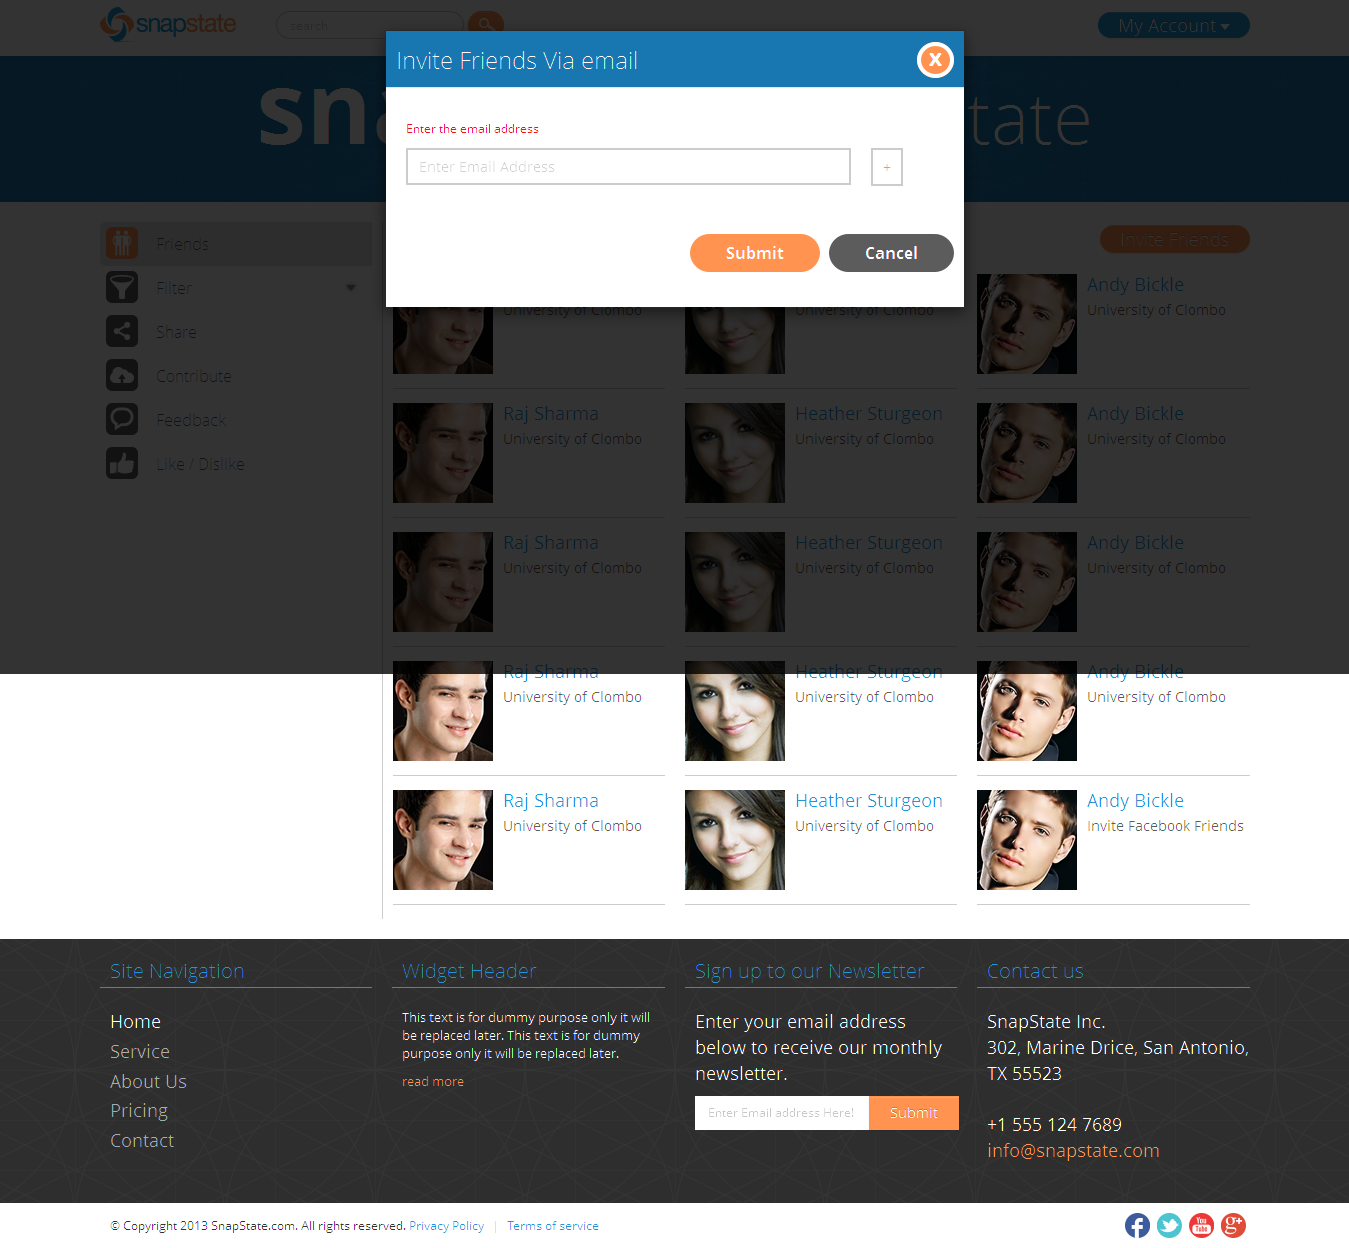 snapstate
search
My Account
Invite Friends Via email
X
sn
tate
Enter the email address
Enter Email Address
+
Submit
Cancel
Friends
Filter
Share
Contribute
Feedback
Like / Dislike
Invite Friends
University of Clombo
University of Clombo
Andy Bickle
University of Clombo
Raj Sharma
University of Clombo
Heather Sturgeon
University of Clombo
Andy Bickle
University of Clombo
Raj Sharma
University of Clombo
Heather Sturgeon
University of Clombo
Andy Bickle
University of Clombo
Raj Sharma
University of Clombo
Heather Sturgeon
University of Clombo
Andy Bickle
University of Clombo
Raj Sharma
University of Clombo
Heather Sturgeon
University of Clombo
Andy Bickle
Invite Facebook Friends
Site Navigation
Home
Service
About Us
Pricing
Contact
Widget Header
This text is for dummy purpose only it will
be replaced later. This text is for dummy
purpose only it will be replaced later.
read more
Sign up to our Newsletter
Enter your email address
below to receive our monthly
newsletter.
Enter Email address Here!
Submit
Contact us
SnapState Inc.
302, Marine Drice, San Antonio,
TX 55523
+1 555 124 7689
info@snapstate.com
© Copyright 2013 SnapState.com. All rights reserved. Privacy Policy | Terms of service
f
You
Tube
g+